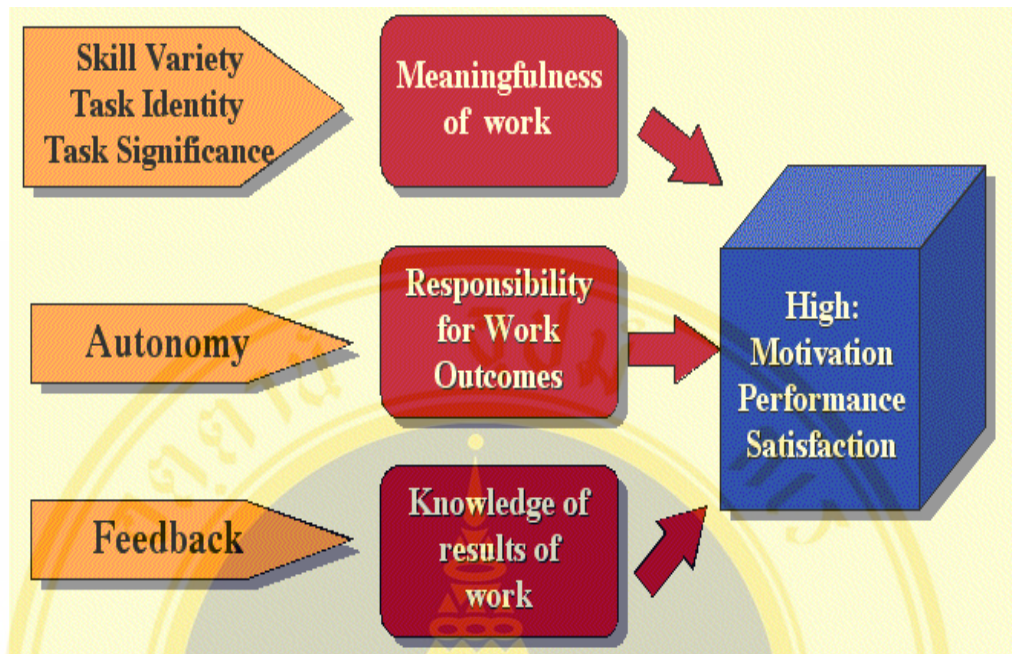 Skill Variety
Task Identity
Task Significance
Meaningfulness
of work
Autonomy
Responsibility
for Work
Outcomes
Feedback
Knowledge of
results of
work
High:
Motivation
Performance
Satisfaction